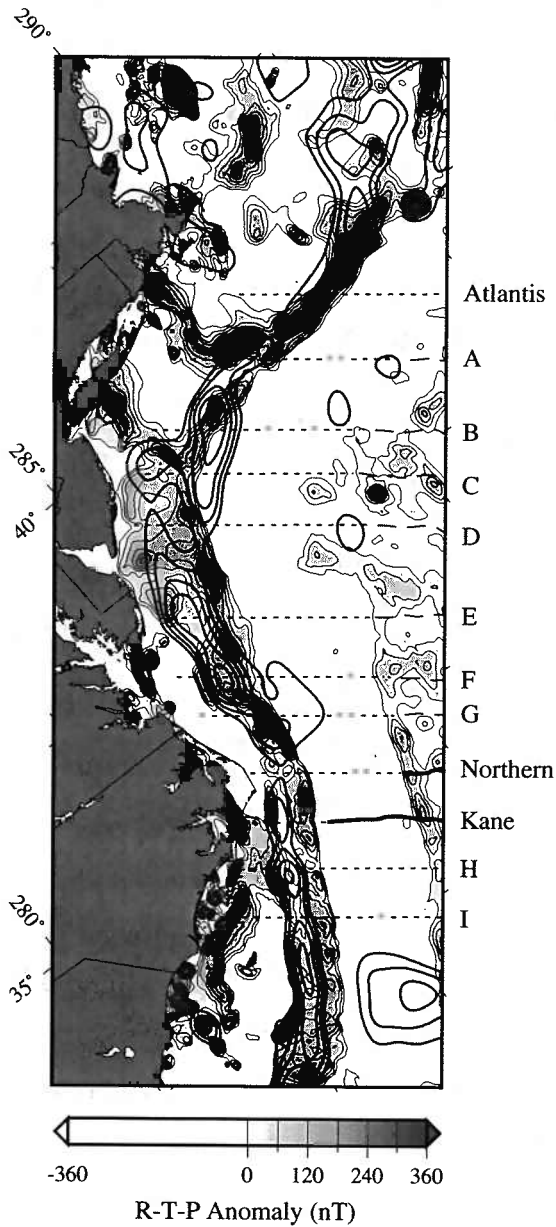 290°
Atlantis
A
B
285°
C
40°
D
E
F
G
Northern
Kane
H
280°
I
35°
-360 0 120 240 360
R-T-P Anomaly (nT)